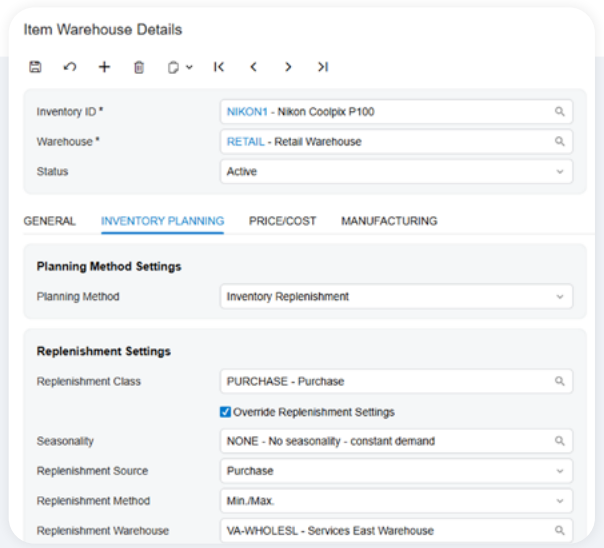 Item Warehouse Details
Inventory ID * NIKON1 - Nikon Coolpix P100
Warehouse * RETAIL - Retail Warehouse
Status Active
GENERAL INVENTORY PLANNING PRICE/COST MANUFACTURING
Planning Method Settings
Planning Method Inventory Replenishment
Replenishment Settings
Replenishment Class PURCHASE - Purchase
Override Replenishment Settings
Seasonality NONE - No seasonality - constant demand
Replenishment Source Purchase
Replenishment Method Min./Max.
Replenishment Warehouse VA-WHOLESL - Services East Warehouse